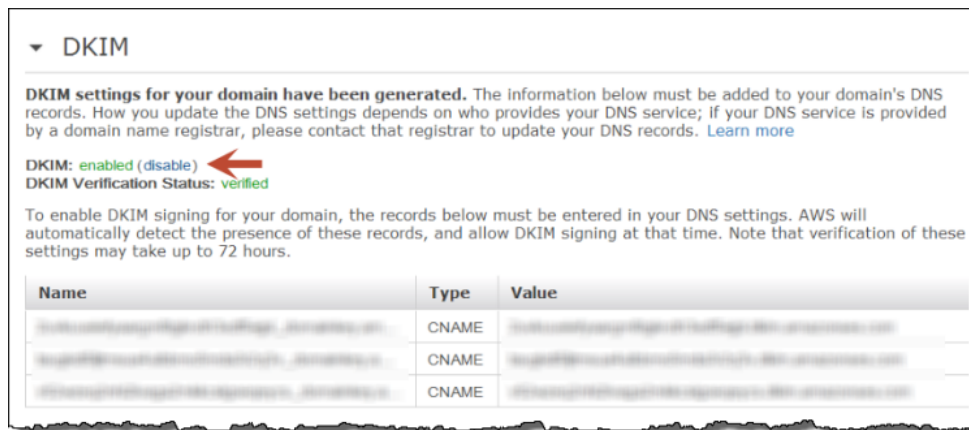 DKIM
DKIM settings for your domain have been generated. The information below must be added to your domain's DNS
records. How you update the DNS settings depends on who provides your DNS service; if your DNS service is provided
by a domain name registrar, please contact that registrar to update your DNS records. Learn more
DKIM: enabled (disable)
DKIM Verification Status: verified
To enable DKIM signing for your domain, the records below must be entered in your DNS settings. AWS will
automatically detect the presence of these records, and allow DKIM signing at that time. Note that verification of these
settings may take up to 72 hours.
Name Type Value
CNAME
CNAME
CNAME